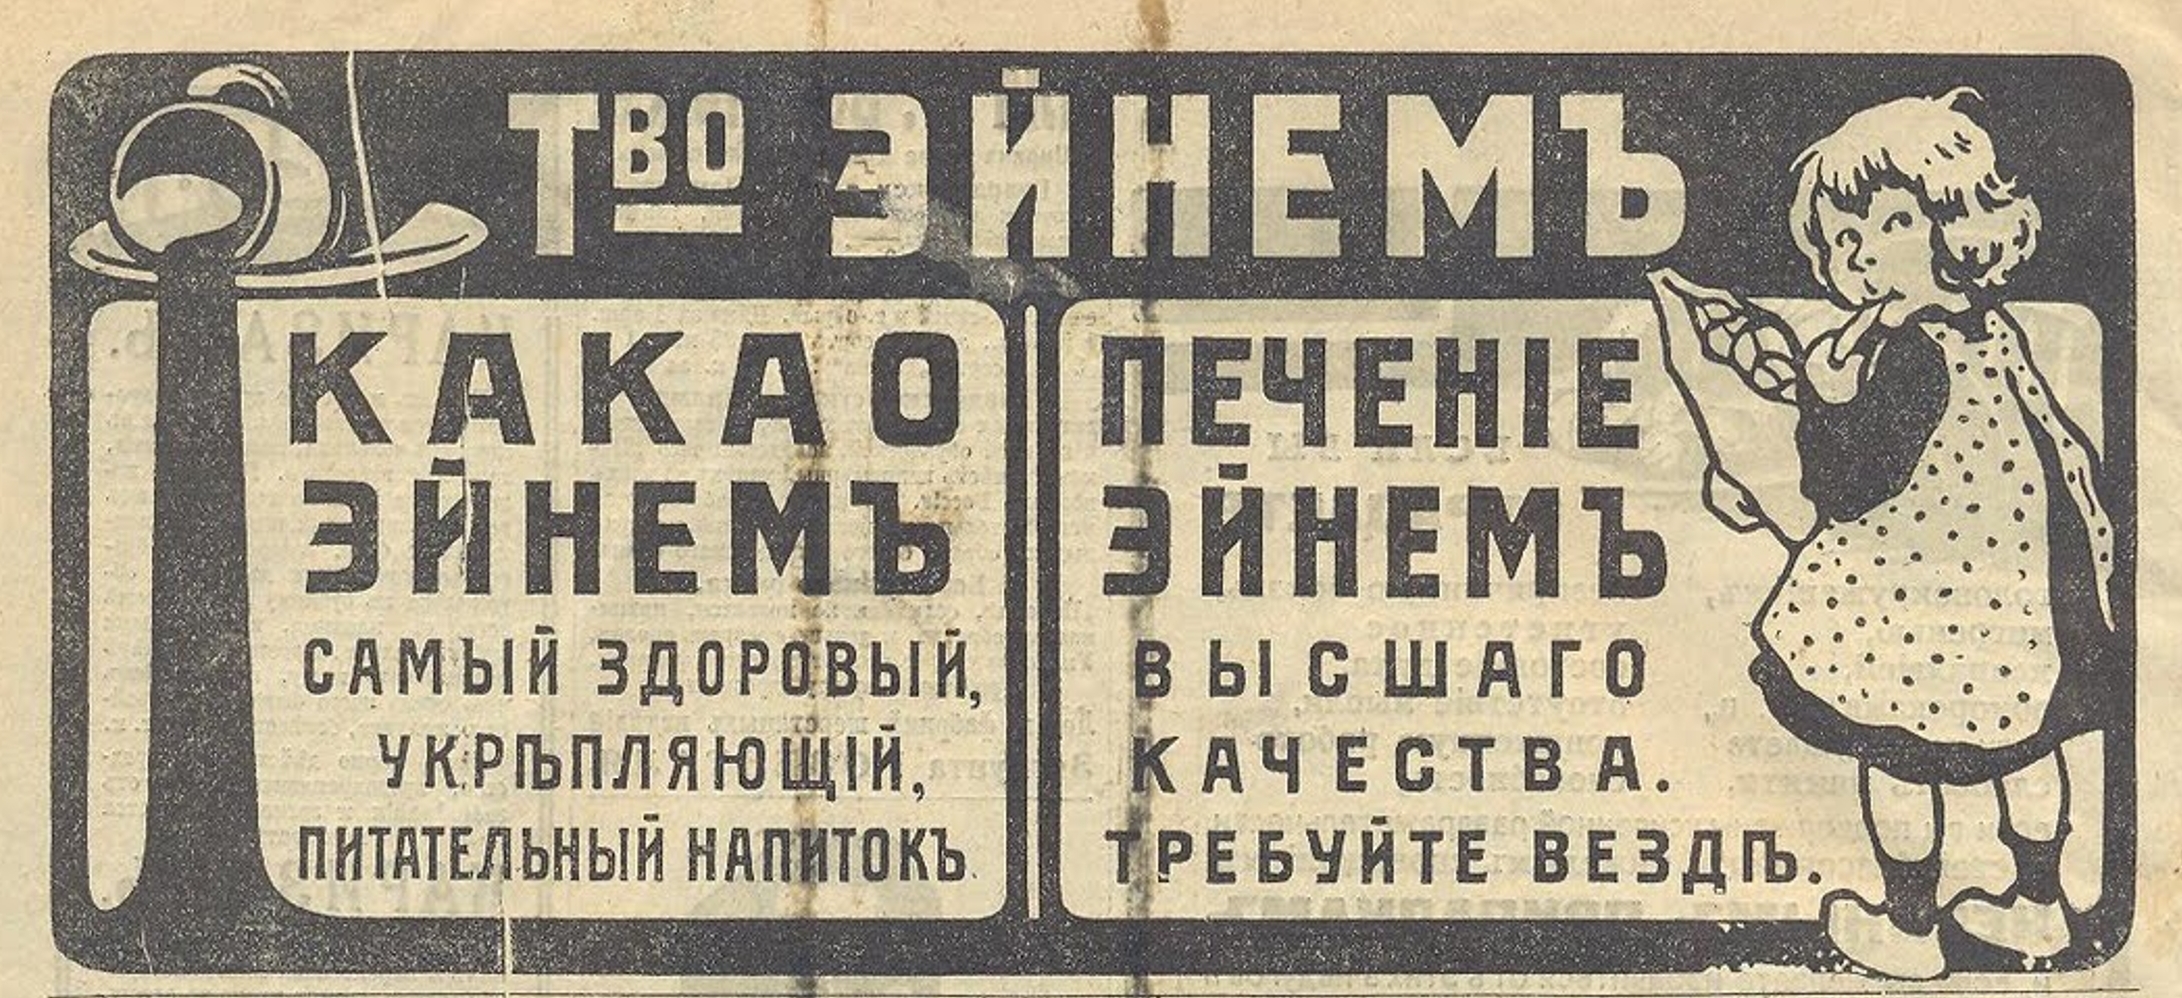 Тво ЭЙНЕМЪ
КАКАО
ЭЙНЕМЪ
САМЫЙ ЗДОРОВЫЙ,
УКРѢПЛЯЮЩІЙ,
ПИТАТЕЛЬНЫЙ НАПИТОКЪ.
ПЕЧЕНІЕ
ЭЙНЕМЪ
ВЫСШАГО
КАЧЕСТВА.
ТРЕБУЙТЕ ВЕЗДѢ.